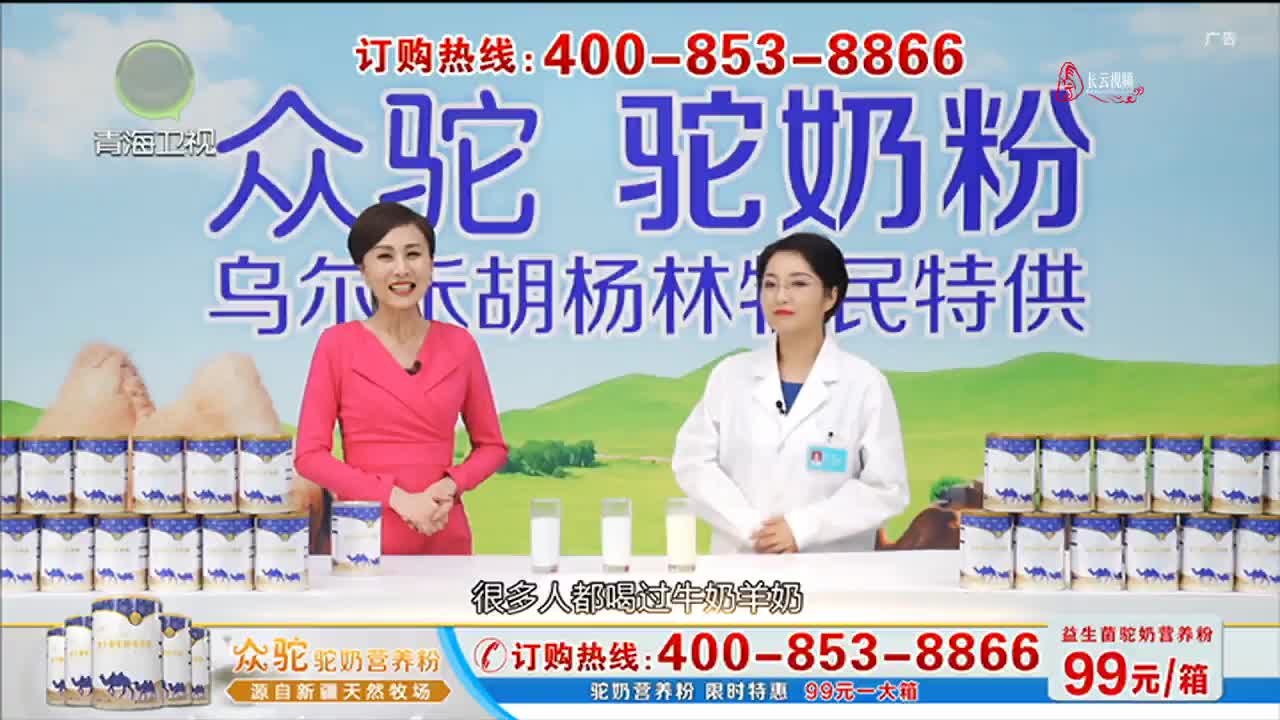 订购热线:400-853-8866
广告
长云视频
青海卫视
众驼 驼奶粉
乌尔禾胡杨林牧民特供
很多人都喝过牛奶羊奶
众驼 驼奶营养粉
源自新疆天然牧场
订购热线:400-853-8866
驼奶营养粉 限时特惠 99元一大箱
益生菌驼奶营养粉
99元/箱